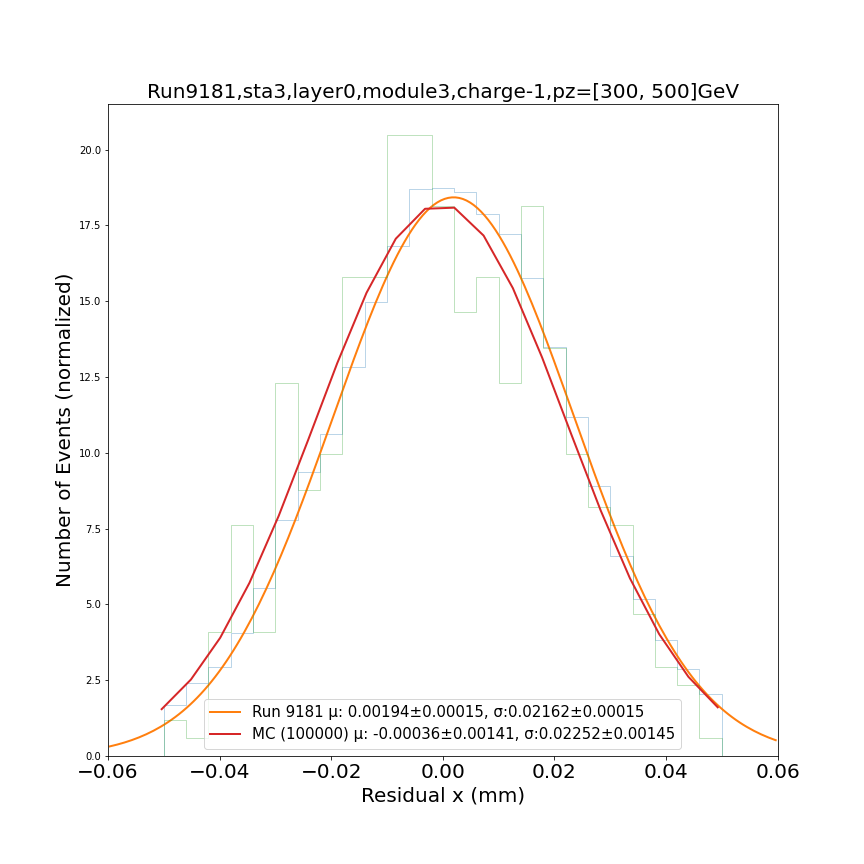 Run9181,sta3,layer0,module3,charge-1,pz=[300, 500]GeV
Number of Events (normalized)
20.0
17.5
15.0
12.5
10.0
7.5
5.0
2.5
0.0
Run 9181 μ: 0.00194±0.00015, σ:0.02162±0.00015
MC (100000) μ: -0.00036±0.00141, σ:0.02252±0.00145
−0.06 −0.04 −0.02 0.00 0.02 0.04 0.06
Residual x (mm)